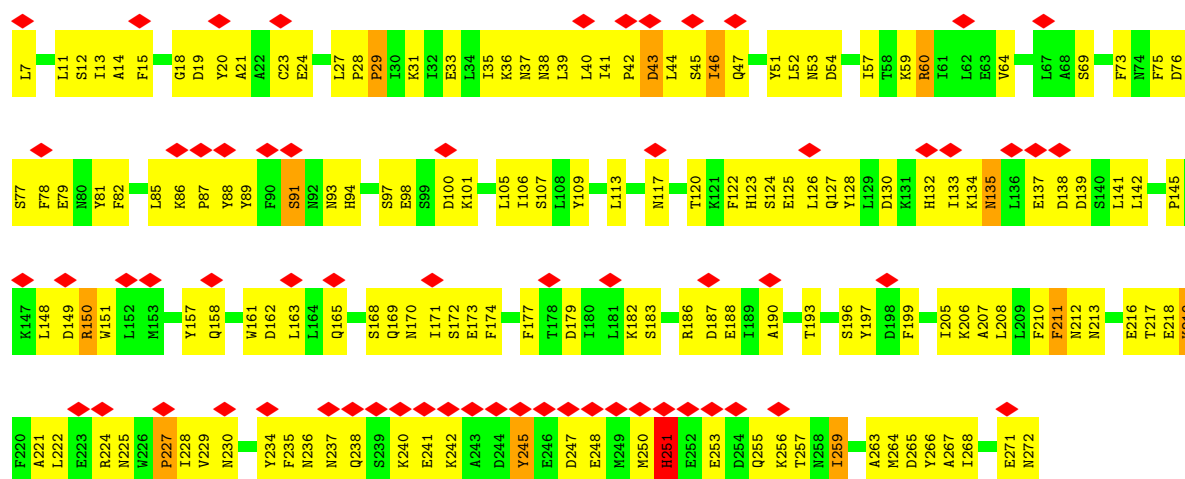 L7 L11 S12 I13 A14 F15 G18 D19 Y20 A21 A22 C23 E24 L27 P28 P29 I30 K31 I32 E33 L34 I35 K36 N37 N38 L39 L40 I41 P42 D43 L44 S45 I46 Q47 Y51 L52 N53 D54 I57 T58 K59 R60 I61 L62 E63 V64 L67 A68 S69 F73 N74 F75 D76
S77 F78 E79 N80 Y81 F82 L85 K86 P87 Y88 F90 S91 N92 N93 H94 S97 E98 S99 D100 K101 L105 I106 S107 L108 Y109 L113 N117 T120 K121 F122 H123 S124 E125 L126 Q127 Y128 L129 D130 K131 H132 I133 K134 N135 L136 E137 D138 D139 S140 L141 L142 P145
K147 L148 D149 R150 W151 L152 M153 Y157 Q158 W161 D162 L163 L164 Q165 S168 Q169 N170 I171 S172 E173 F174 F177 T178 D179 I180 L181 K182 S183 R186 D187 E188 I189 A190 T193 S196 Y197 D198 F199 I205 K206 A207 L208 L209 F210 F211 N212 N213 E216 T217 E218
F220 A221 L222 E223 R224 N225 W226 P227 I228 V229 N230 Y234 F235 N236 N237 Q238 S239 K240 E241 K242 A243 D244 Y245 E246 D247 E248 M249 M250 H251 E252 E253 D254 Q255 K256 T257 N258 I259 A263 M264 D265 Y266 A267 I268 E271 N272